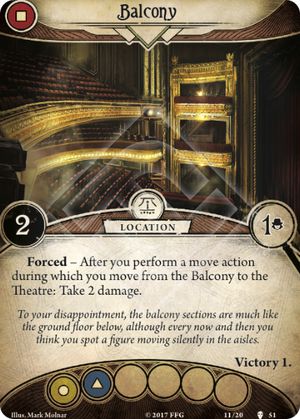 Balcony
2
LOCATION
1
Forced – After you perform a move action
during which you move from the Balcony to the
Theatre: Take 2 damage.
To your disappointment, the balcony sections are much like
the ground floor below, although every now and then you
think you spot a figure moving silently in the aisles.
Victory 1.
Illus. Mark Molnar
© 2017 FFG
11/20
51